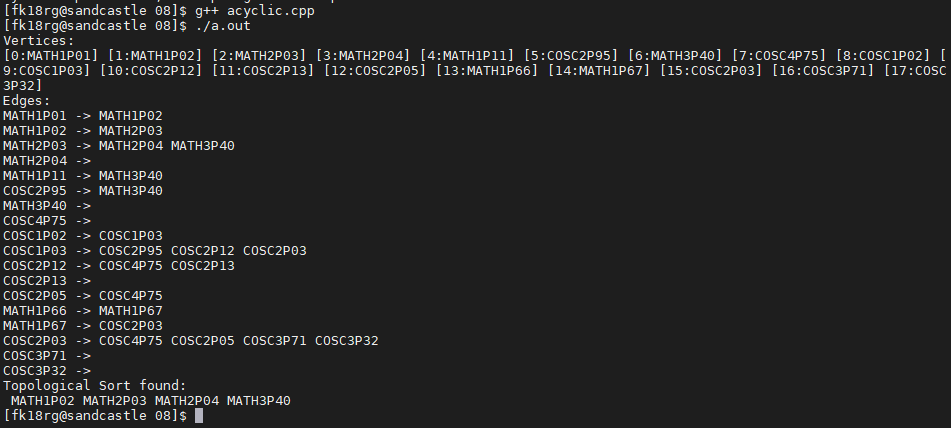 [fk18rg@sandcastle 08]$ g++ acyclic.cpp
[fk18rg@sandcastle 08]$ ./a.out
Vertices:
[0:MATH1P01] [1:MATH1P02] [2:MATH2P03] [3:MATH2P04] [4:MATH1P11] [5:COSC2P95] [6:MATH3P40] [7:COSC4P75] [8:COSC1P02] [
9:COSC1P03] [10:COSC2P12] [11:COSC2P13] [12:COSC2P05] [13:MATH1P66] [14:MATH1P67] [15:COSC2P03] [16:COSC3P71] [17:COSC
3P32]
Edges:
MATH1P01 -> MATH1P02
MATH1P02 -> MATH2P03
MATH2P03 -> MATH2P04 MATH3P40
MATH2P04 ->
MATH1P11 -> MATH3P40
COSC2P95 -> MATH3P40
MATH3P40 ->
COSC4P75 ->
COSC1P02 -> COSC1P03
COSC1P03 -> COSC2P95 COSC2P12 COSC2P03
COSC2P12 -> COSC4P75 COSC2P13
COSC2P13 ->
COSC2P05 -> COSC4P75
MATH1P66 -> MATH1P67
MATH1P67 -> COSC2P03
COSC2P03 -> COSC4P75 COSC2P05 COSC3P71 COSC3P32
COSC3P71 ->
COSC3P32 ->
Topological Sort found:
MATH1P02 MATH2P03 MATH2P04 MATH3P40
[fk18rg@sandcastle 08]$